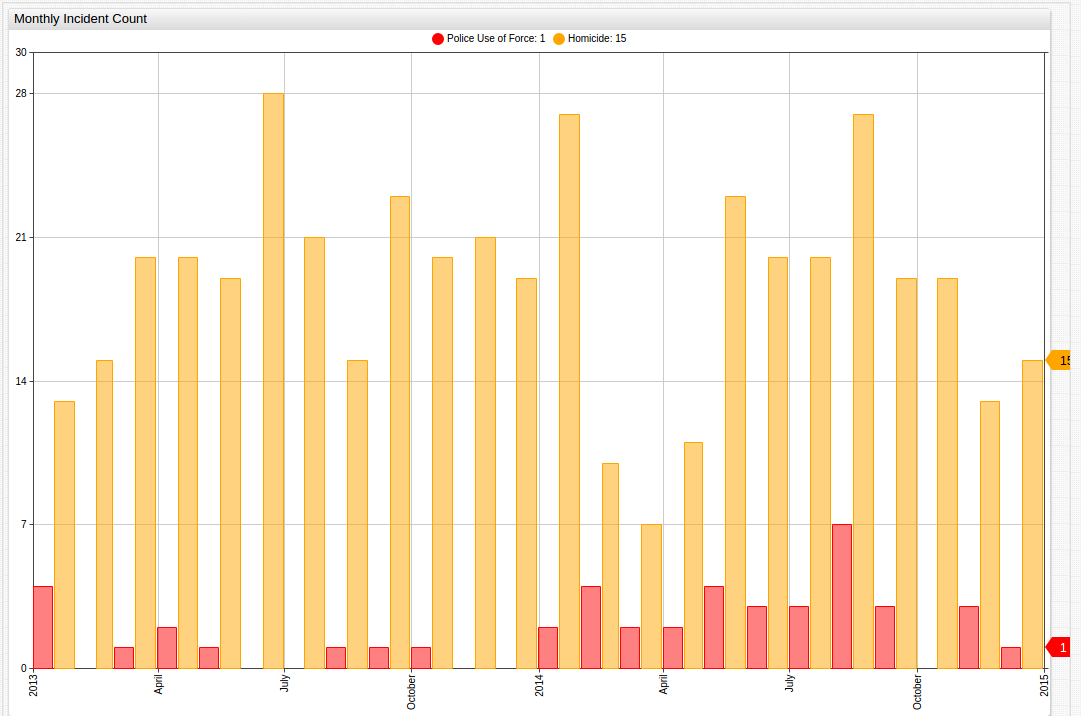 Monthly Incident Count
Police Use of Force: 1 Homicide: 15
30
28
21
14
7
0
15
1
2013 April July October 2014 April July October 2015